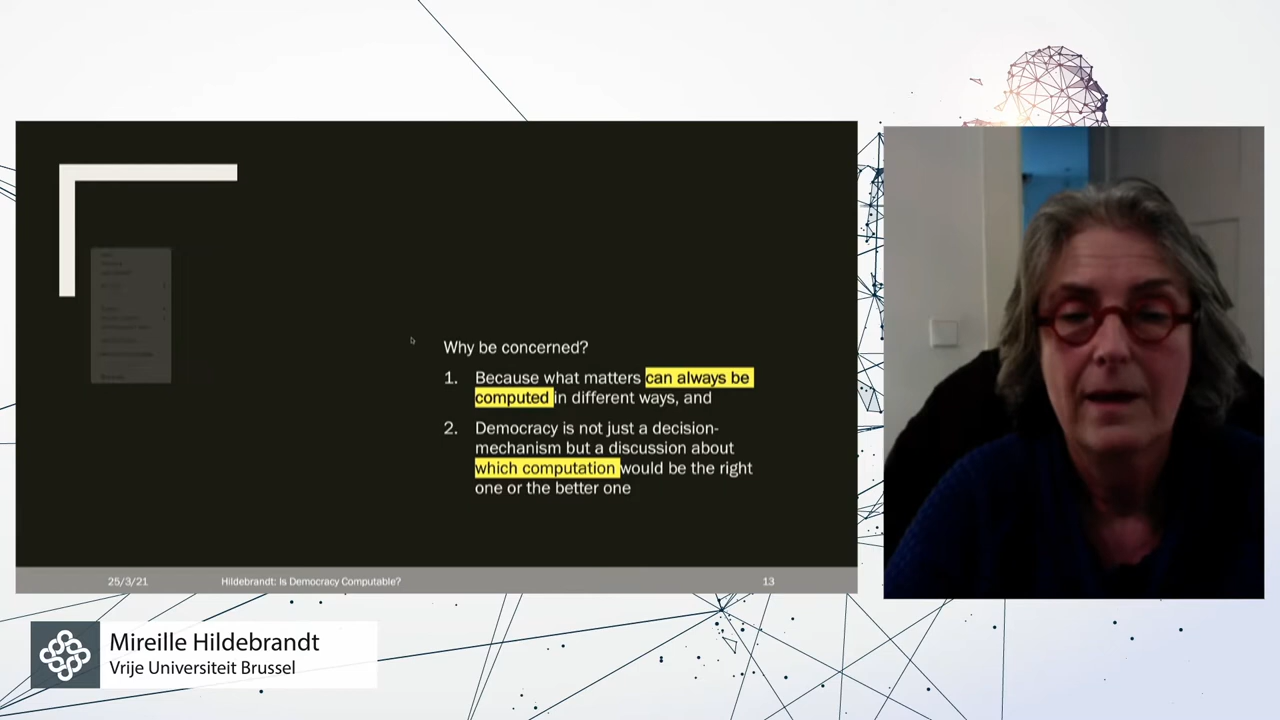 Why be concerned?
1. Because what matters can always be
computed in different ways, and
2. Democracy is not just a decision-
mechanism but a discussion about
which computation would be the right
one or the better one
25/3/21 Hildebrandt: Is Democracy Computable? 13
Mireille Hildebrandt
Vrije Universiteit Brussel